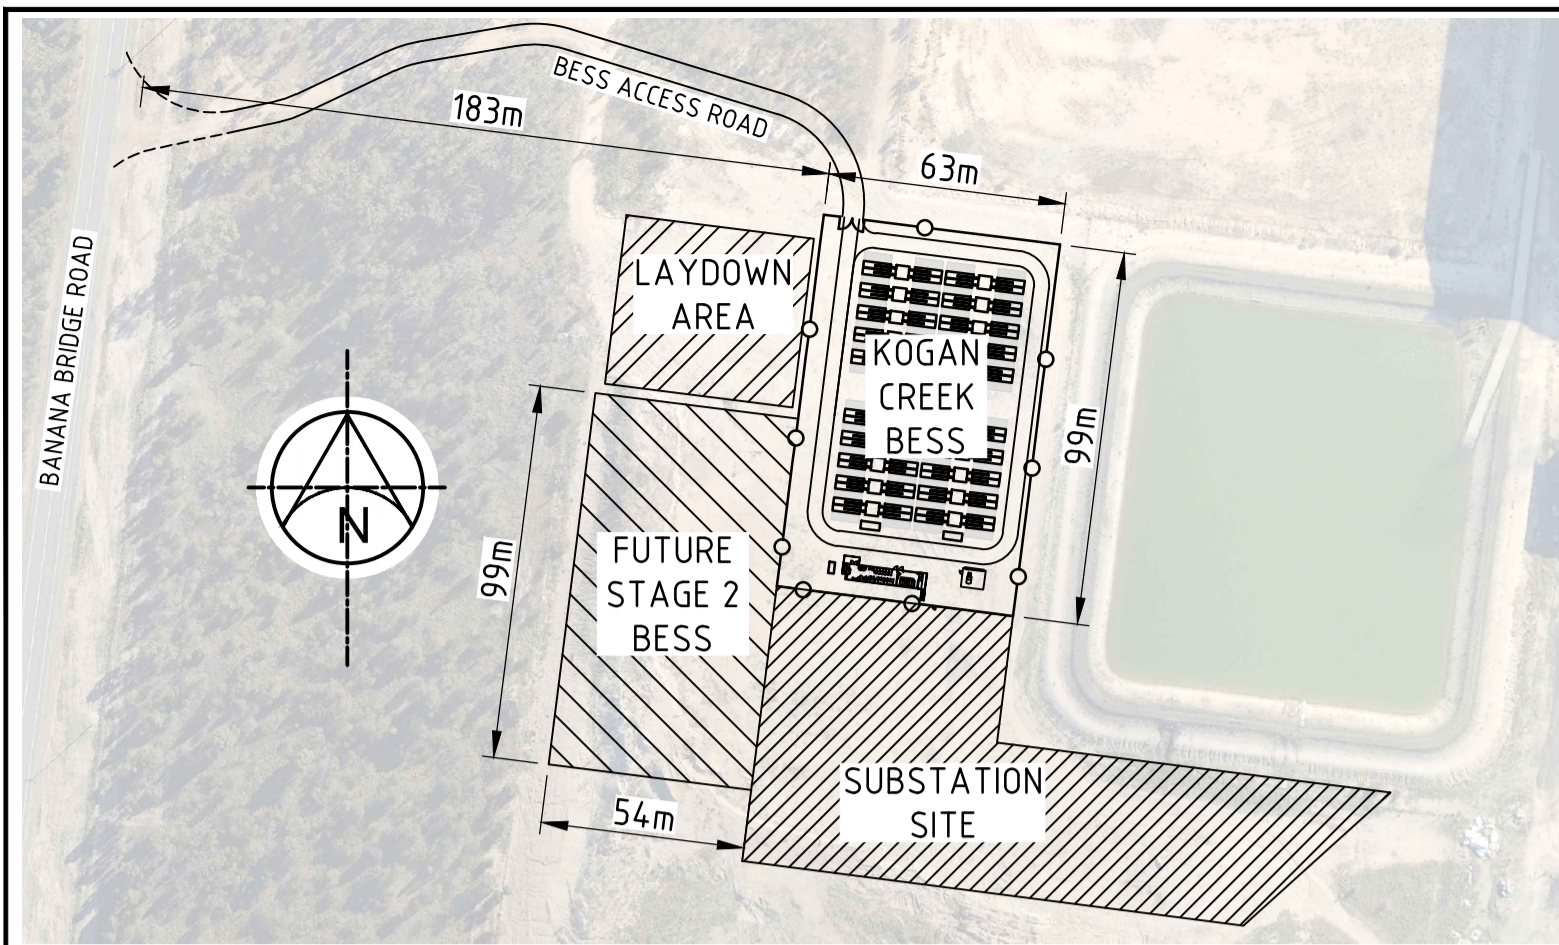 BESS ACCESS ROAD
183m
63m
LAYDOWN
AREA
BANANA BRIDGE ROAD
KOGAN
CREEK
BESS
99m
N
99m
FUTURE
STAGE 2
BESS
54m
SUBSTATION
SITE